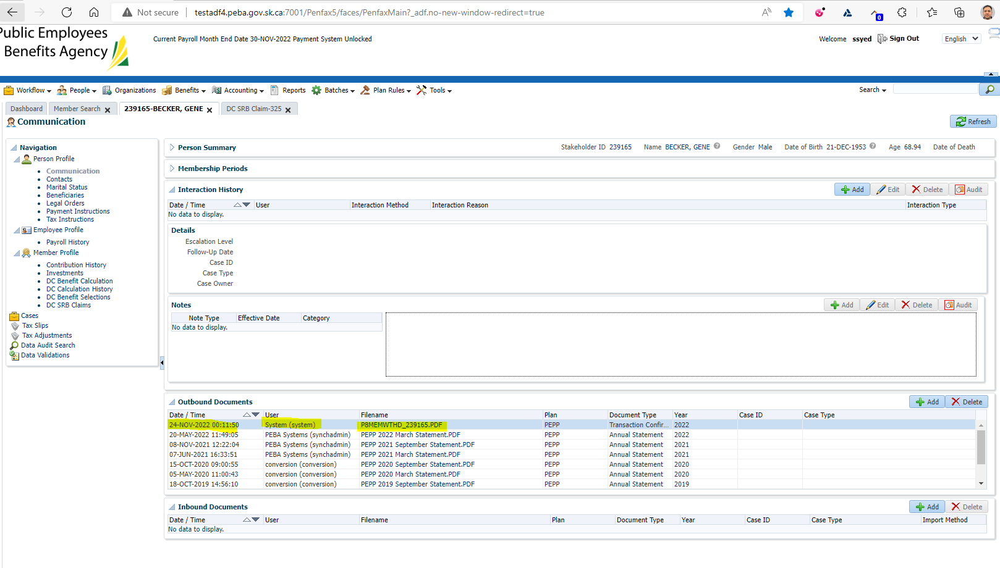 Not secure testadf4.peba.gov.sk.ca:7001/Penfax5/faces/PenfaxMain?_adf.no-new-window-redirect=true
0
Public Employees
Benefits Agency
Current Payroll Month End Date 30-NOV-2022 Payment System Unlocked
Welcome ssyed Sign Out English
Workflow People Organizations Benefits Accounting Reports Batches Plan Rules Tools Search
Dashboard Member Search 239165-BECKER, GENE DC SRB Claim-325
Communication Refresh
Navigation
Person Profile
Communication
Contacts
Marital Status
Beneficiaries
Legal Orders
Payment Instructions
Tax Instructions
Employee Profile
Payroll History
Member Profile
Contribution History
Investments
DC Benefit Calculation
DC Calculation History
DC Benefit Selections
DC SRB Claims
Cases
Tax Slips
Tax Adjustments
Data Audit Search
Data Validations
Person Summary Stakeholder ID 239165 Name BECKER, GENE Gender Male Date of Birth 21-DEC-1953 Age 68.94 Date of Death
Membership Periods
Interaction History Add Edit Delete Audit
Date / Time User Interaction Method Interaction Reason Interaction Type
No data to display.
Details
Escalation Level
Follow-Up Date
Case ID
Case Type
Case Owner
Notes Add Edit Delete Audit
Note Type Effective Date Category
No data to display.
Outbound Documents Add Delete
Date / Time User Filename Plan Document Type Year Case ID Case Type
24-NOV-2022 00:11:50 System (system) P8MEMWTHD_239165.PDF PEPP Transaction Confir... 2022
20-MAY-2022 11:49:05 PEBA Systems (synchadmin) PEPP 2022 March Statement.PDF PEPP Annual Statement 2022
08-NOV-2021 12:22:04 PEBA Systems (synchadmin) PEPP 2021 September Statement.PDF PEPP Annual Statement 2021
07-JUN-2021 16:33:51 PEBA Systems (synchadmin) PEPP 2021 March Statement.PDF PEPP Annual Statement 2021
15-OCT-2020 09:00:55 conversion (conversion) PEPP 2020 September Statement.PDF PEPP Annual Statement 2020
05-MAY-2020 11:00:43 conversion (conversion) PEPP 2020 March Statement.PDF PEPP Annual Statement 2020
18-OCT-2019 14:56:10 conversion (conversion) PEPP 2019 September Statement.PDF PEPP Annual Statement 2019
Inbound Documents Add Delete
Date / Time User Filename Plan Document Type Year Case ID Case Type Import Method
No data to display.